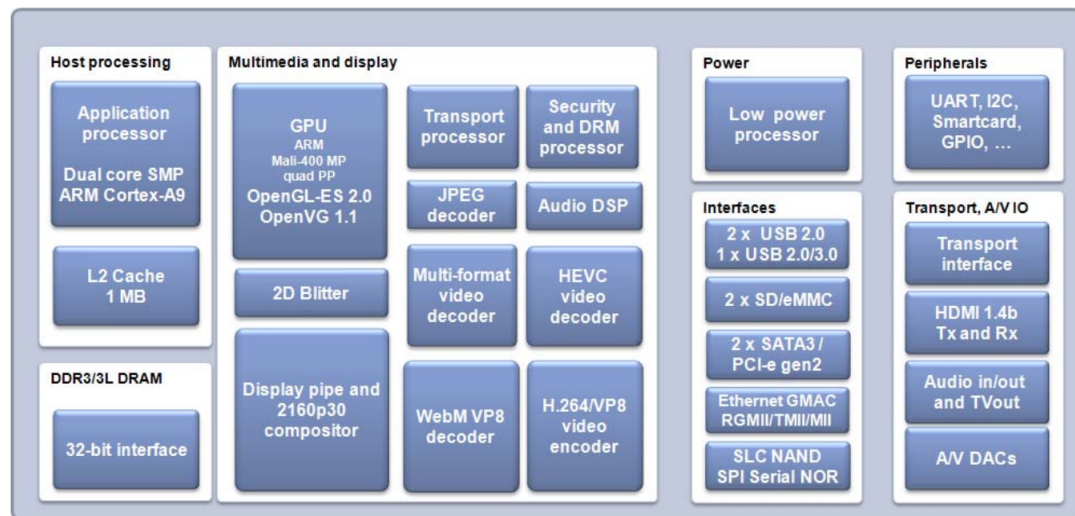 Host processing
Application
processor
Dual core SMP
ARM Cortex-A9
L2 Cache
1 MB
DDR3/3L DRAM
32-bit interface
Multimedia and display
GPU
ARM
Mali-400 MP
quad PP
OpenGL-ES 2.0
OpenVG 1.1
2D Blitter
Display pipe and
2160p30
compositor
Transport
processor
Security
and DRM
processor
JPEG
decoder
Audio DSP
Multi-format
video
decoder
HEVC
video
decoder
WebM VP8
decoder
H.264/VP8
video
encoder
Power
Low power
processor
Interfaces
2 x USB 2.0
1 x USB 2.0/3.0
2 x SD/eMMC
2 x SATA3 /
PCI-e gen2
Ethernet GMAC
RGMII/TMII/MII
SLC NAND
SPI Serial NOR
Peripherals
UART, I2C,
Smartcard,
GPIO, ...
Transport, A/V IO
Transport
interface
HDMI 1.4b
Tx and Rx
Audio in/out
and TVout
A/V DACs